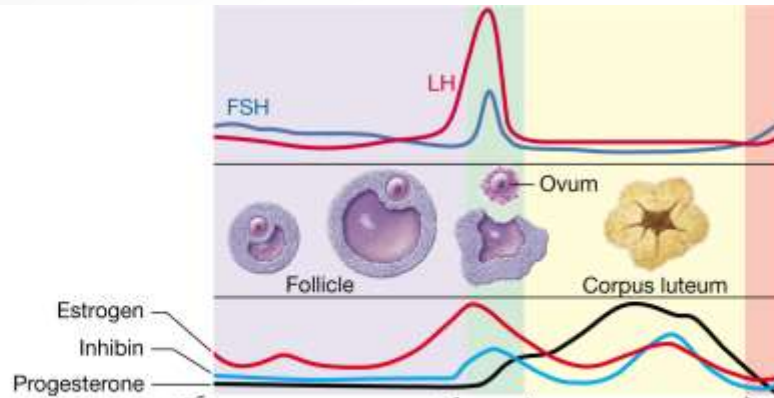 LH
FSH
Ovum
Follicle
Corpus luteum
Estrogen
Inhibin
Progesterone